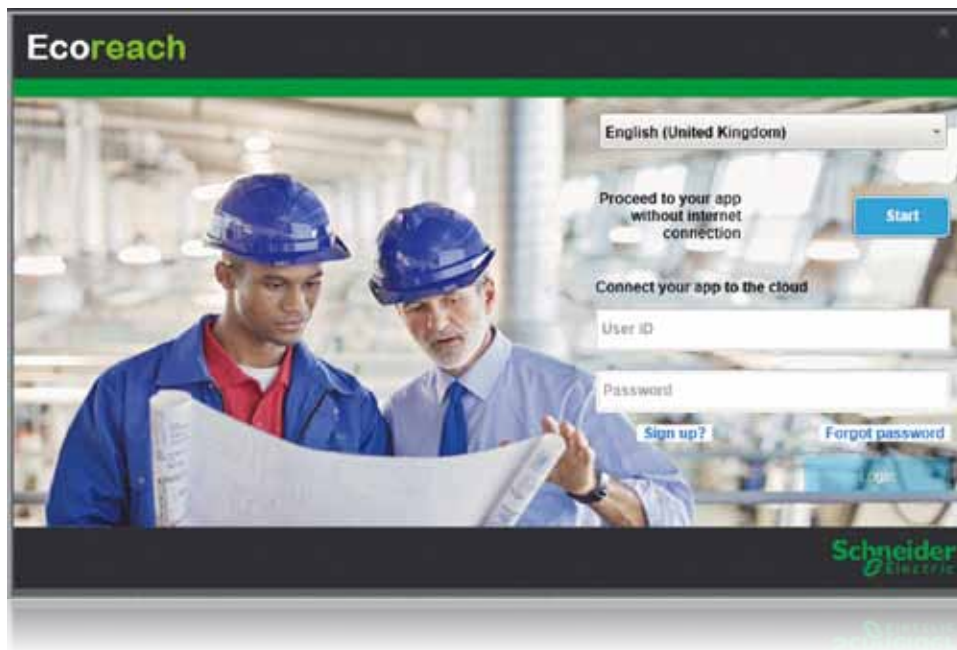 Ecoreach
English (United Kingdom)
Proceed to your app
without internet
connection
Start
Connect your app to the cloud
User ID
Password
Sign up?
Forgot password
Login
Schneider
Electric